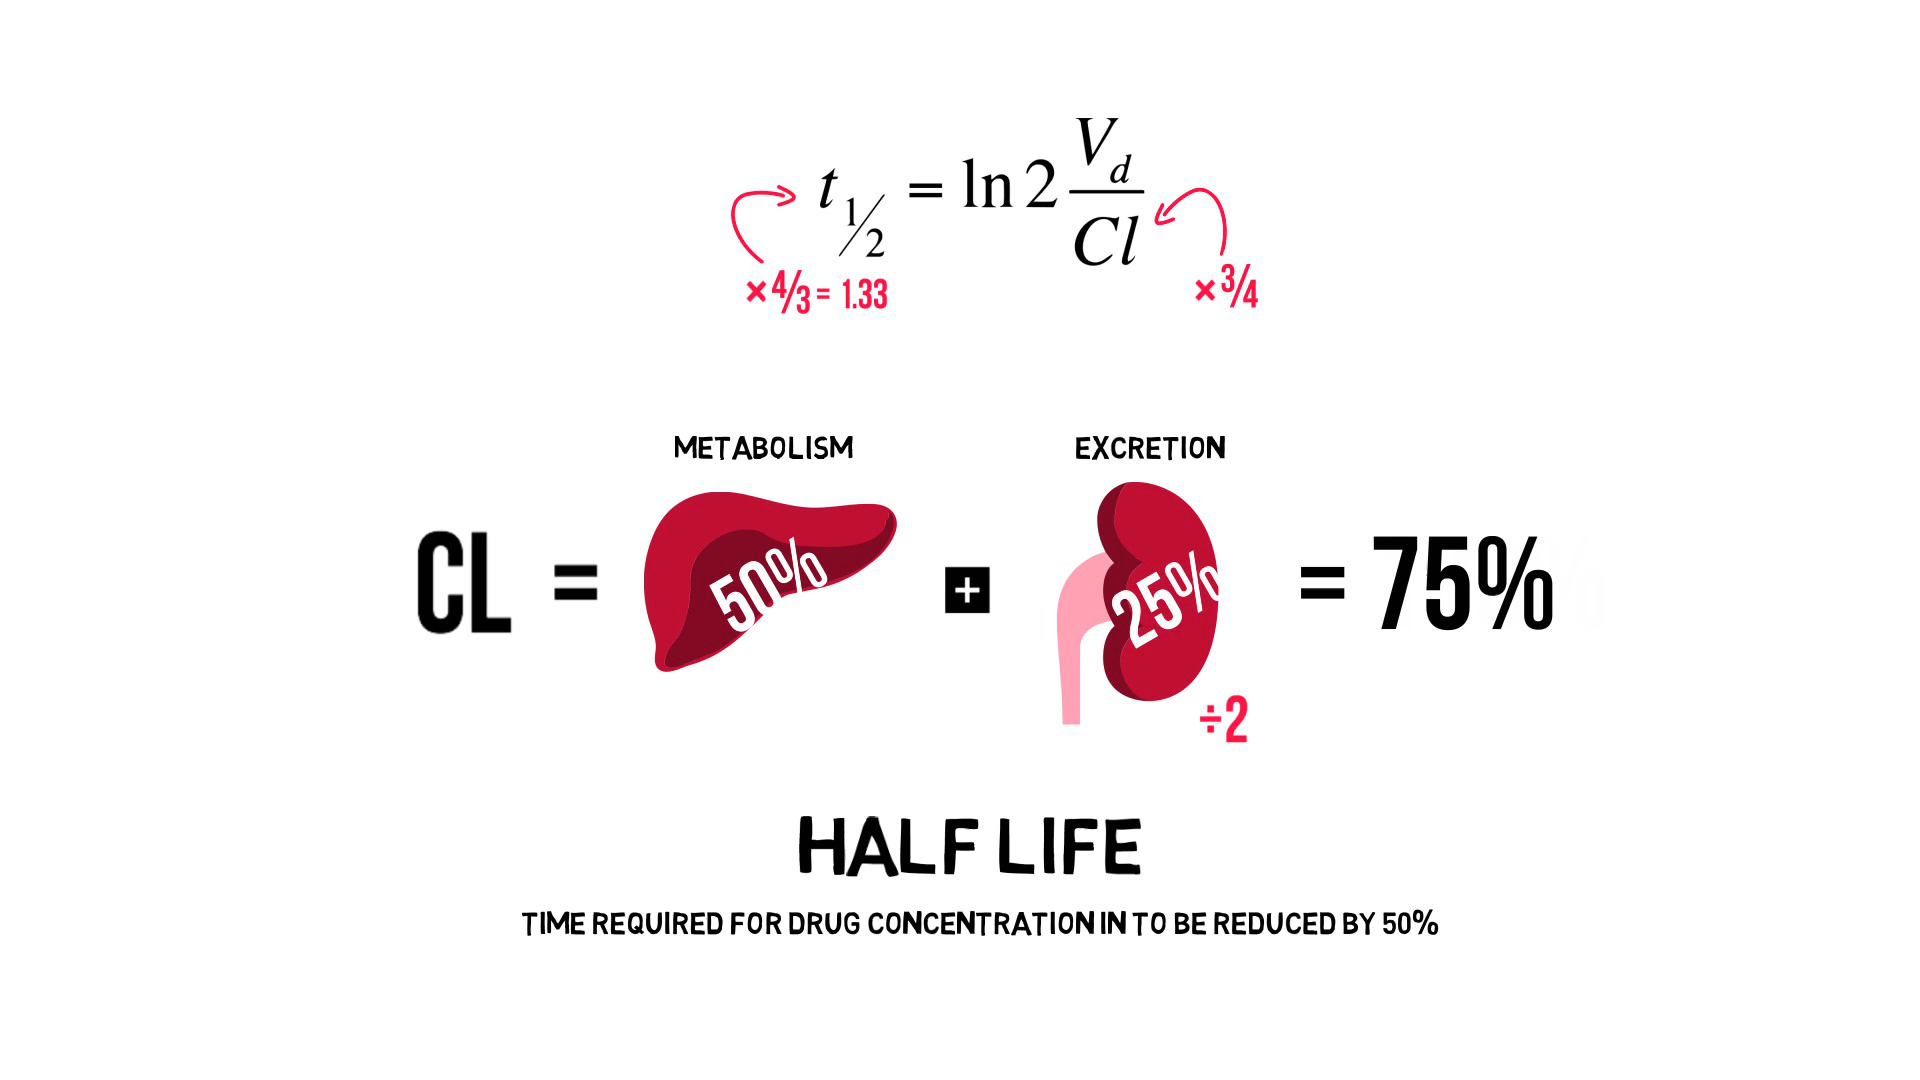 t½ = ln 2 Vd/Cl
×4/3 = 1.33
×3/4
METABOLISM
EXCRETION
CL = 50% + 25% = 75%
÷2
HALF LIFE
TIME REQUIRED FOR DRUG CONCENTRATION IN TO BE REDUCED BY 50%